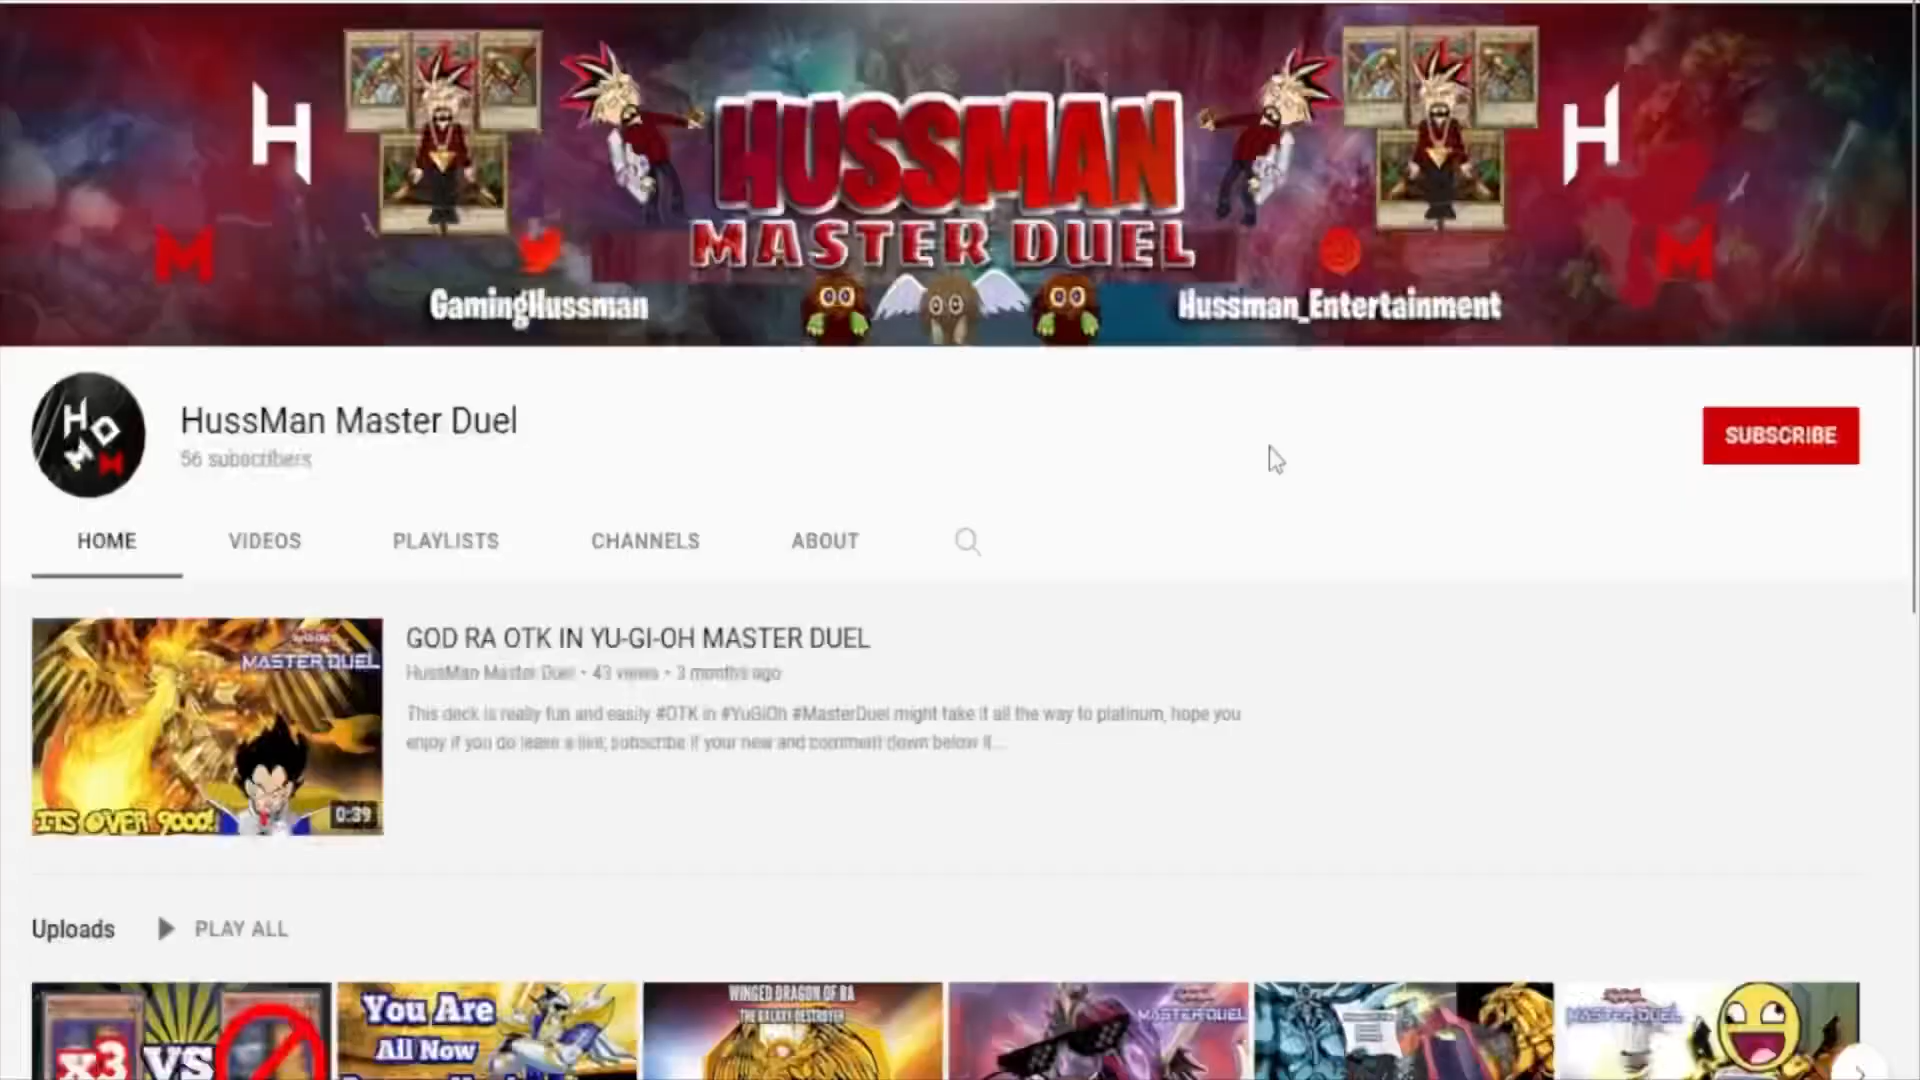 H
HUSSMAN
H
M
MASTER DUEL
M
GamingHussman
Hussman_Entertainment
H D
M M
HussMan Master Duel
56 subscribers
SUBSCRIBE
HOME
VIDEOS
PLAYLISTS
CHANNELS
ABOUT
MASTER DUEL
ITS OVER 9000!
0:39
GOD RA OTK IN YU-GI-OH MASTER DUEL
HussMan Master Duel • 43 views • 3 months ago
This deck is really fun and easily #OTK in #YuGiOh #MasterDuel might take it all the way to platinum, hope you
enjoy if you do leave a like, subscribe if your new and comment down below if...
Uploads
PLAY ALL
x3 VS
You Are
All Now
WINGED DRAGON OF RA
THE GALAXY DESTROYER
MASTER DUEL
MASTER DUEL